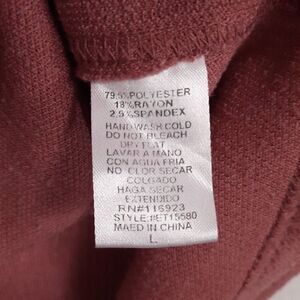 79.5%POLYESTER
18%RAYON
2.5%SPANDEX
HAND WASH COLD
DO NOT BLEACH
DRY FLAT
LAVAR A MANO
CON AGUA FRIA
NO CLOR SECAR
COLGADO
HAGA SECAR
EXTENDIDO
RN#116923
STYLE:#ET15580
MAED IN CHINA
L